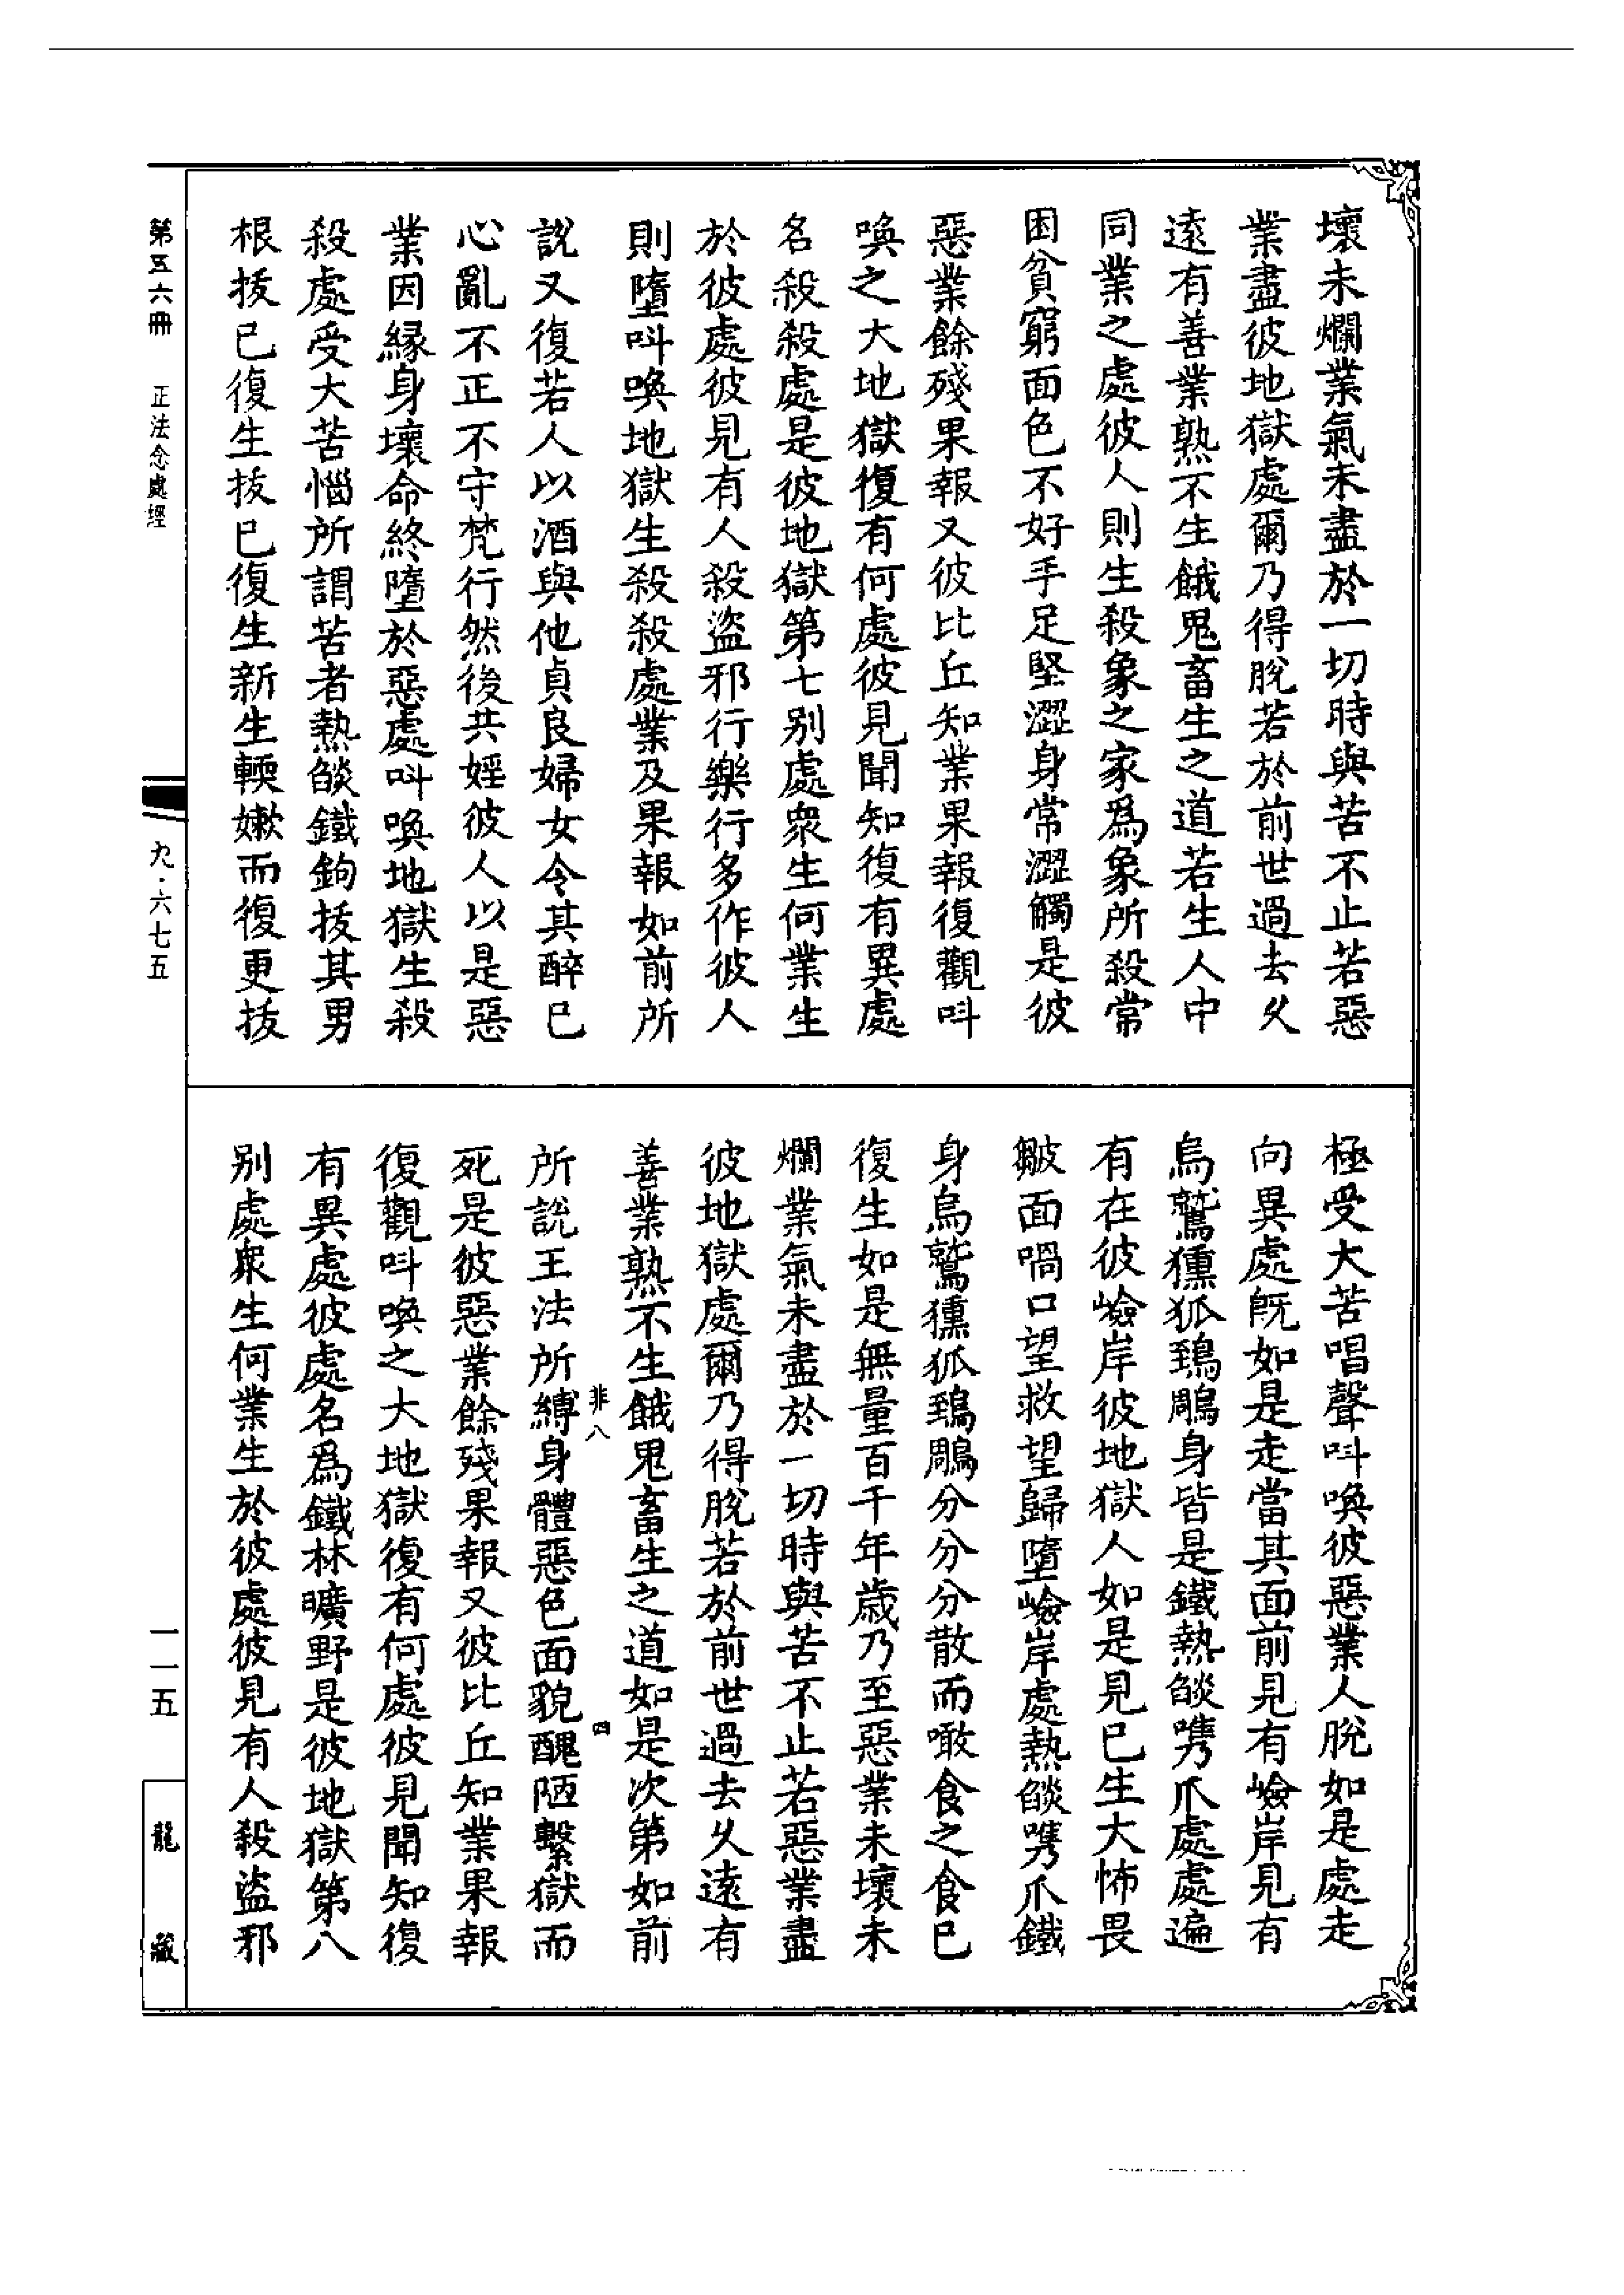 壞未爛業氣未盡於一切時與苦不止若惡
業盡彼地獄處爾乃得脫若於前世過去久
遠有善業熟不生餓鬼畜生之道若生人中
同業之處彼人則生殺象之家爲象所殺常
困貧窮面色不好手足堅澀身常澀觸是彼
惡業餘殘果報又彼比丘知業果報復觀叫
喚之大地獄復有何處彼見聞知復有異處
名殺殺處是彼地獄第七別處衆生何業生
於彼處彼見有人殺盜邪行樂行多作彼人
則墮叫喚地獄生殺殺處業及果報如前所
說又復若人以酒與他貞良婦女令其醉已
心亂不正不守梵行然後共婬彼人以是惡
業因緣身壞命終墮於惡處叫喚地獄生殺
殺處受大苦惱所謂苦者熱燄鐵鉤拔其男
根拔已復生拔已復生新生輭嫩而復更拔
極受大苦唱聲叫喚彼惡業人脫如是處走
向異處旣如是走當其面前見有嶮岸見有
烏鷲獯狐鵄鵰身皆是鐵熱燄㭰爪處處遍
有在彼嶮岸彼地獄人如是見已生大怖畏
皺面喎口望救望歸墮嶮岸處熱燄㭰爪鐵
身烏鷲獯狐鵄鵰分分分散而噉食之食已
復生如是無量百千年歲乃至惡業未壞未
爛業氣未盡於一切時與苦不止若惡業盡
彼地獄處爾乃得脫若於前世過去久遠有
善業熟不生餓鬼畜生之道如是次第如前
非八
四
所說王法所縛身體惡色面貌醜陋繫獄而
死是彼惡業餘殘果報又彼比丘知業果報
復觀叫喚之大地獄復有何處彼見聞知復
有異處彼處名爲鐵林曠野是彼地獄第八
別處衆生何業生於彼處彼見有人殺盜邪
第五六冊
正法念處經
九·六七五
一一五
龍藏